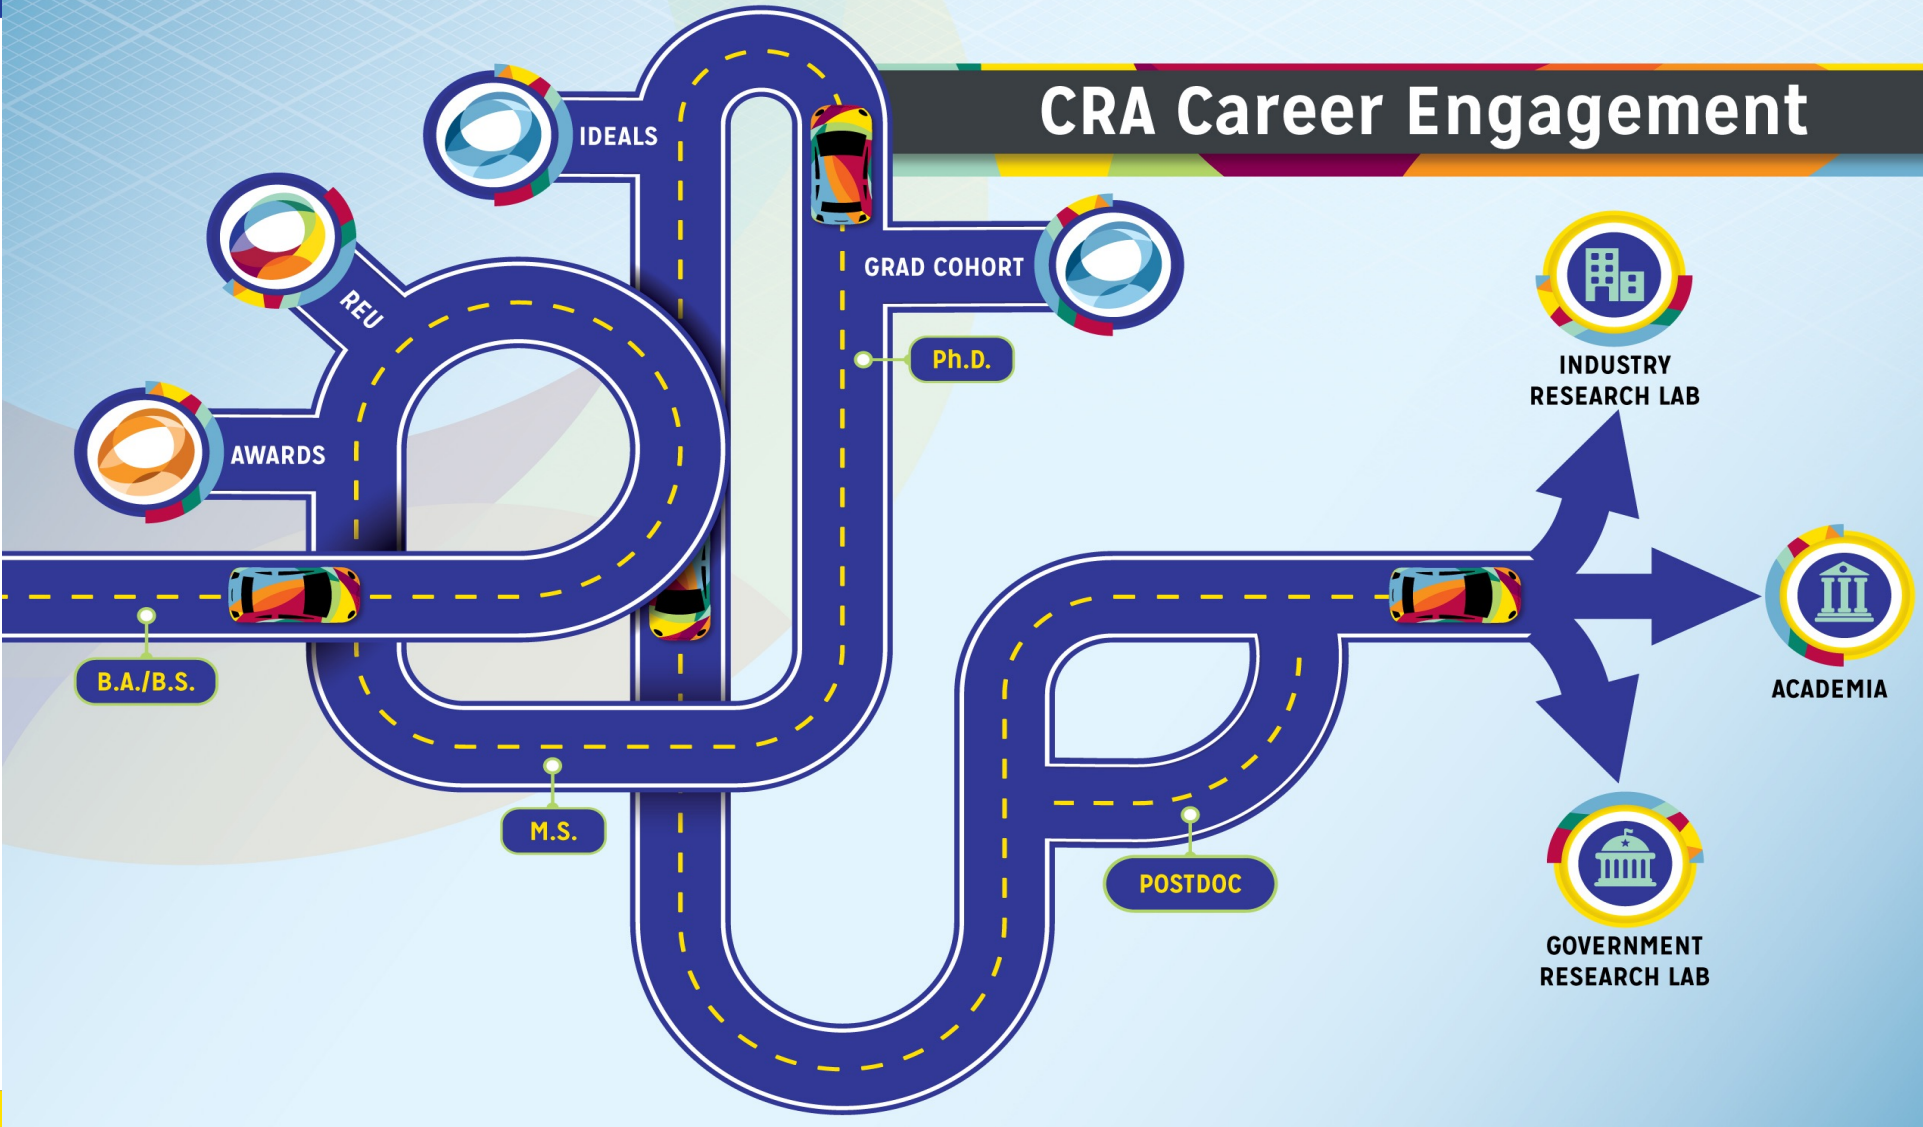 CRA Career Engagement
IDEALS
REU
GRAD COHORT
AWARDS
Ph.D.
B.A./B.S.
M.S.
POSTDOC
INDUSTRY
RESEARCH LAB
ACADEMIA
GOVERNMENT
RESEARCH LAB